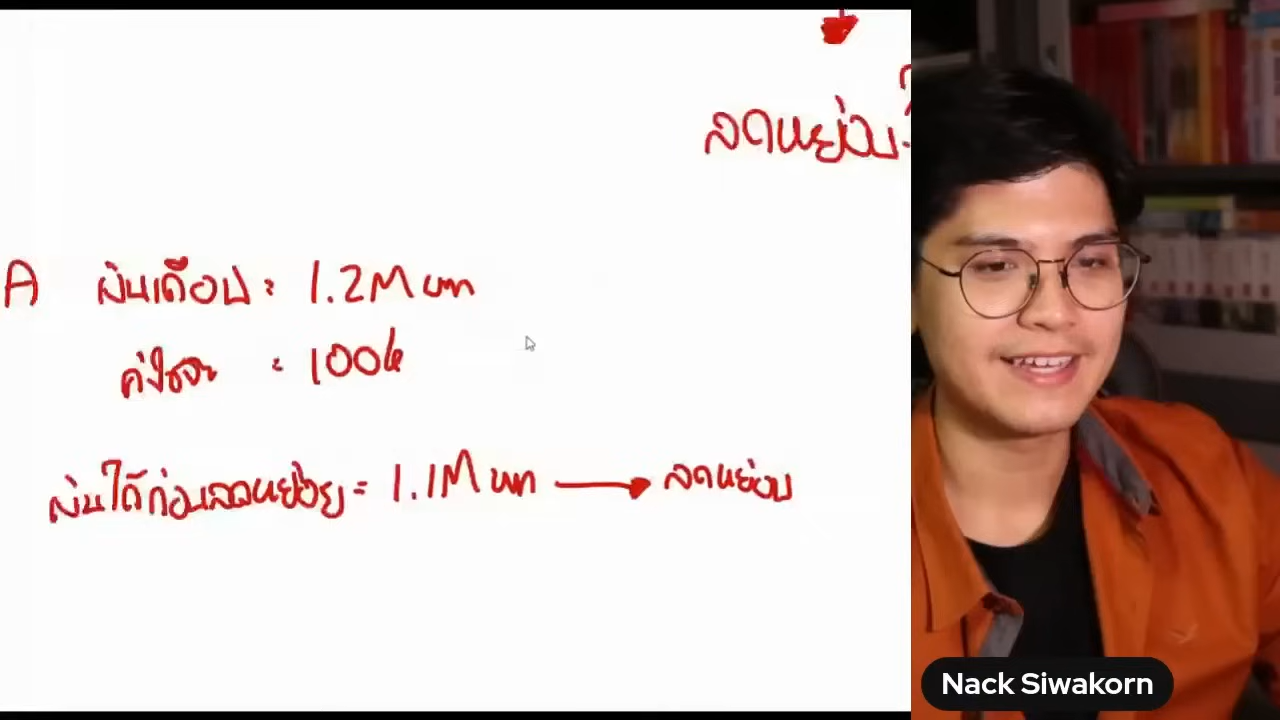 ลดหย่อน
A เงินเดือน = 1.2M บาท
ค่าใช้จ่าย = 100k
เงินได้ก่อนลดหย่อน = 1.1M บาท → ลดหย่อน
Nack Siwakorn